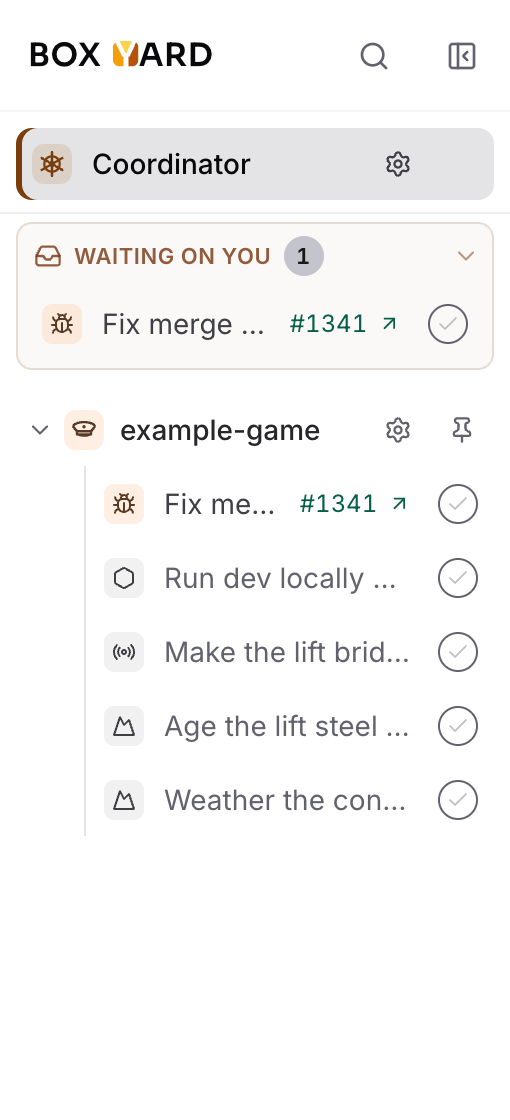 BOX YARD
Coordinator
WAITING ON YOU 1
Fix merge ... #1341
example-game
Fix me... #1341
Run dev locally ...
Make the lift brid...
Age the lift steel ...
Weather the con...